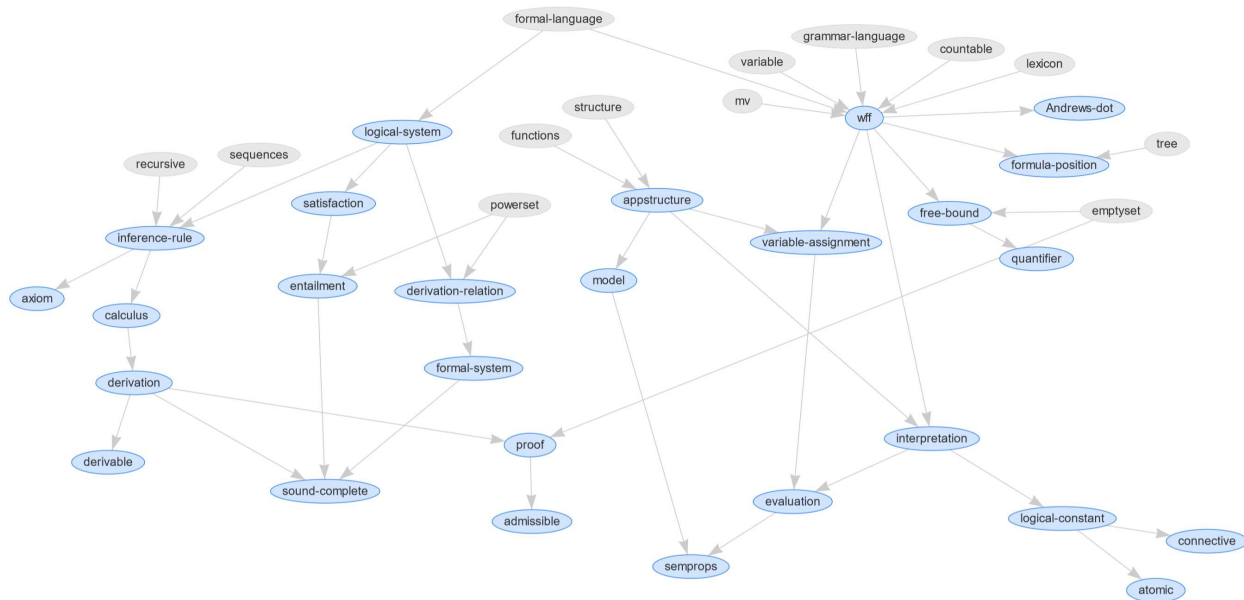 formal-language
grammar-language
countable
variable
lexicon
mv
structure
Andrews-dot
wff
functions
logical-system
tree
sequences
recursive
formula-position
satisfaction
appstructure
powerset
free-bound
emptyset
inference-rule
variable-assignment
quantifier
model
entailment
derivation-relation
axiom
calculus
formal-system
derivation
interpretation
proof
derivable
sound-complete
evaluation
admissible
logical-constant
connective
semprops
atomic